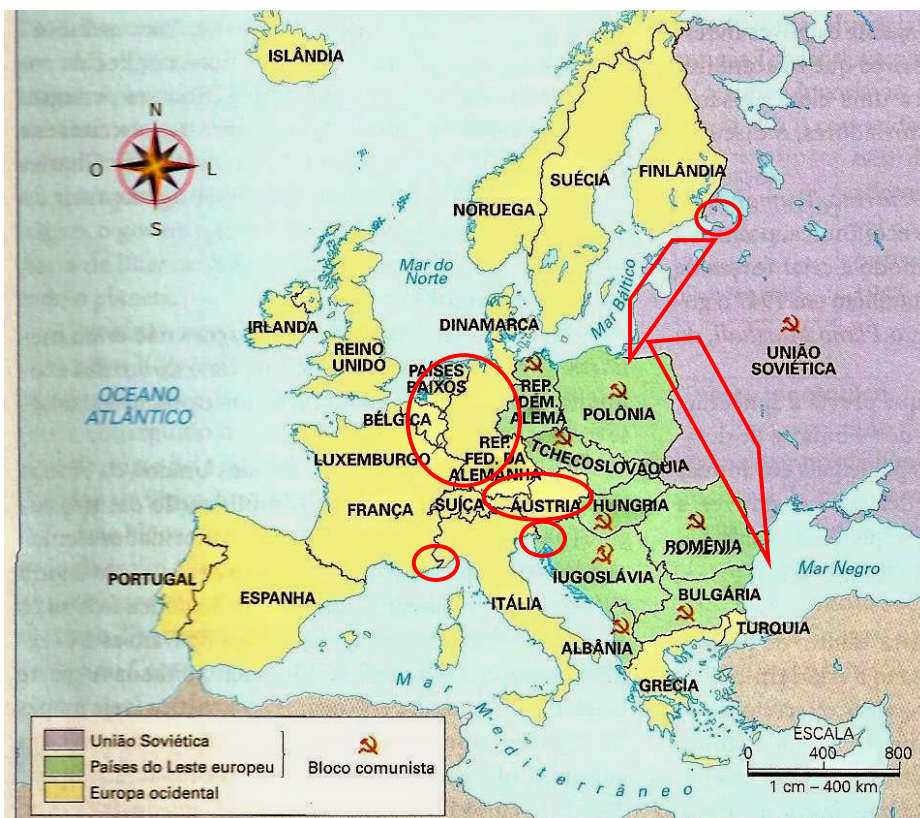 ISLÂNDIA
N
O
L
S
SUÉCIA
FINLÂNDIA
NORUEGA
Mar do
Norte
Mar Báltico
DINAMARCA
IRLANDA
REINO
UNIDO
UNIÃO
SOVIÉTICA
PAÍSES
BAIXOS
REP.
DEM.
ALEMÃ
POLÔNIA
OCEANO
ATLÂNTICO
BÉLGICA
REP.
FED. DA
ALEMANHA
TCHECOSLOVÁQUIA
LUXEMBURGO
FRANÇA
SUÍÇA
ÁUSTRIA
HUNGRIA
ROMÊNIA
IUGOSLÁVIA
Mar Negro
PORTUGAL
ESPANHA
ITÁLIA
BULGÁRIA
TURQUIA
ALBÂNIA
GRÉCIA
Mar Mediterrâneo
União Soviética
Países do Leste europeu
Bloco comunista
Europa ocidental
ESCALA
0 400 800
1 cm – 400 km